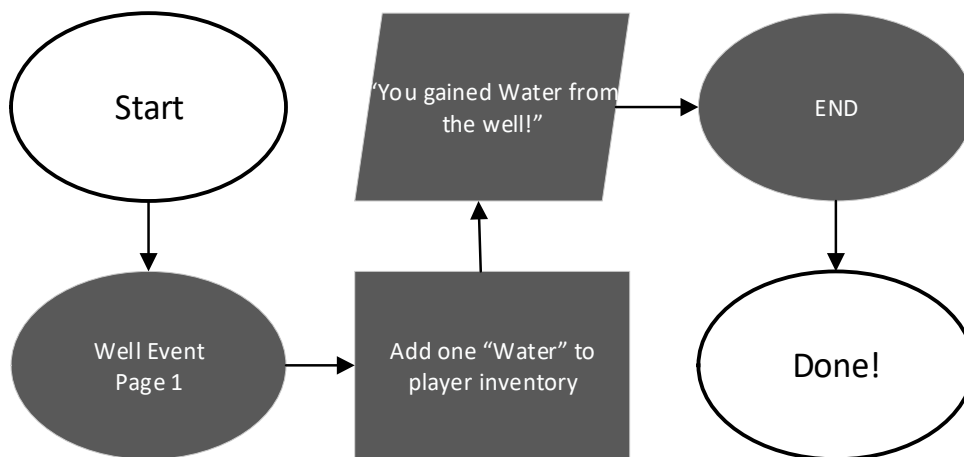 Start
Well Event
Page 1
Add one “Water” to
player inventory
“You gained Water from
the well!”
END
Done!